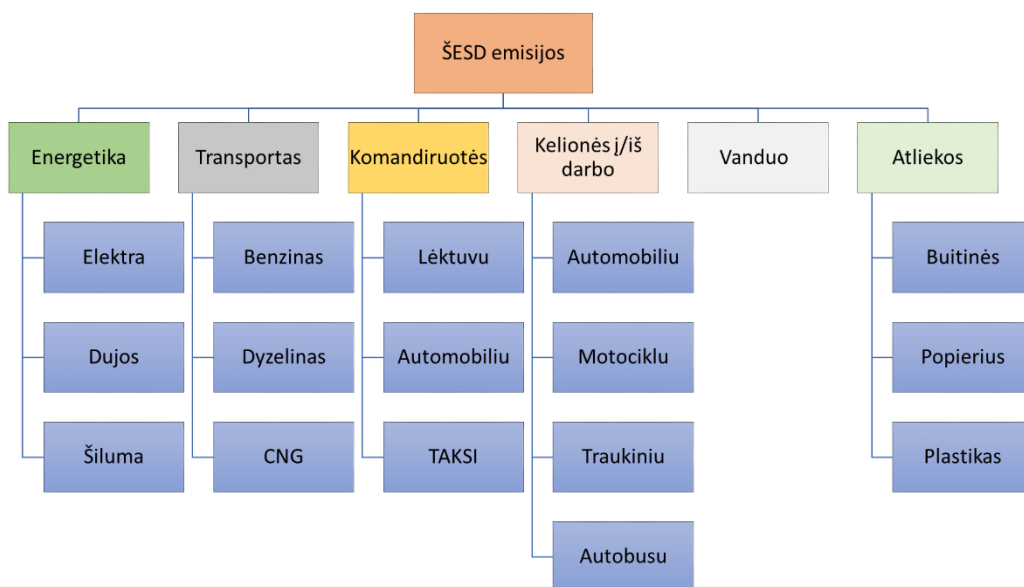 ŠESD emisijos
Energetika
Transportas
Komandiruotės
Kelionės į/iš
darbo
Vanduo
Atliekos
Elektra
Benzinas
Lėktuvu
Automobiliu
Buitinės
Dujos
Dyzelinas
Automobiliu
Motociklu
Popierius
Šiluma
CNG
TAKSI
Traukiniu
Plastikas
Autobusu